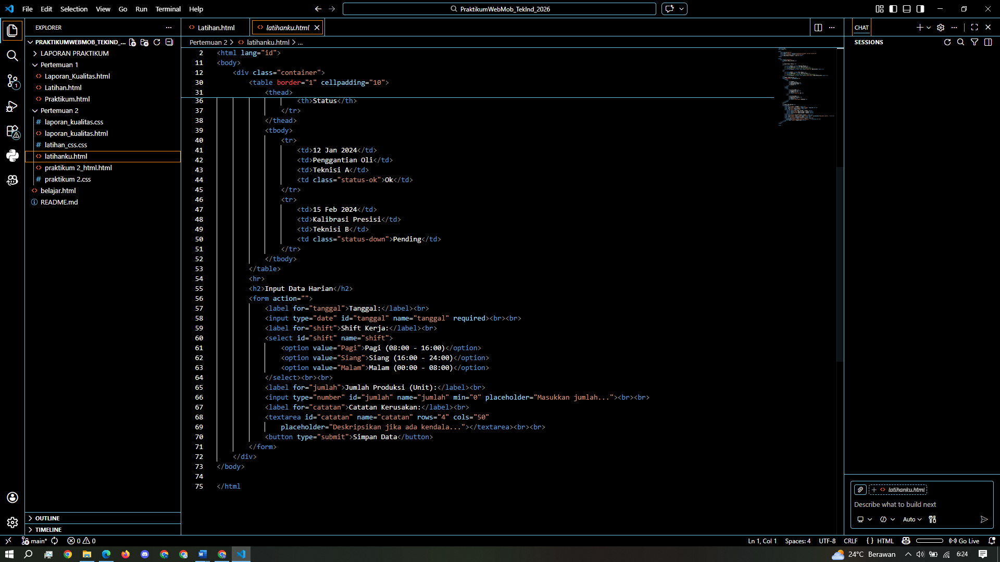 File Edit Selection View Go Run Terminal Help
PraktikumWebMob_TekInd_2026
EXPLORER
PRAKTIKUMWEBMOB_TEKIND_...
LAPORAN PRAKTIKUM
Pertemuan 1
Laporan_Kualitas.html
Latihan.html
Praktikum.html
Pertemuan 2
laporan_kualitas.css
laporan_kualitas.html
latihan_css.css
latihanku.html
praktikum 2_html.html
praktikum 2.css
belajar.html
README.md
OUTLINE
TIMELINE
Latihan.html latihanku.html
Pertemuan 2 > latihanku.html > ...
2 <html lang="id">
11 <body>
12 <div class="container">
30 <table border="1" cellpadding="10">
31 <thead>
36 <th>Status</th>
37 </tr>
38 </thead>
39 <tbody>
40 <tr>
41 <td>12 Jan 2024</td>
42 <td>Penggantian Oli</td>
43 <td>Teknisi A</td>
44 <td class="status-ok">Ok</td>
45 </tr>
46 <tr>
47 <td>15 Feb 2024</td>
48 <td>Kalibrasi Presisi</td>
49 <td>Teknisi B</td>
50 <td class="status-down">Pending</td>
51 </tr>
52 </tbody>
53 </table>
54 <hr>
55 <h2>Input Data Harian</h2>
56 <form action="">
57 <label for="tanggal">Tanggal:</label><br>
58 <input type="date" id="tanggal" name="tanggal" required><br><br>
59 <label for="shift">Shift Kerja:</label><br>
60 <select id="shift" name="shift">
61 <option value="Pagi">Pagi (08:00 - 16:00)</option>
62 <option value="Siang">Siang (16:00 - 24:00)</option>
63 <option value="Malam">Malam (00:00 - 08:00)</option>
64 </select><br><br>
65 <label for="jumlah">Jumlah Produksi (Unit):</label><br>
66 <input type="number" id="jumlah" name="jumlah" min="0" placeholder="Masukkan jumlah..."><br><br>
67 <label for="catatan">Catatan Kerusakan:</label><br>
68 <textarea id="catatan" name="catatan" rows="4" cols="50"
69 placeholder="Deskripsikan jika ada kendala..."></textarea><br><br>
70 <button type="submit">Simpan Data</button>
71 </form>
72 </div>
73 </body>
74
75 </html
CHAT
SESSIONS
latihanku.html
Describe what to build next
Auto
main* 0 0
Ln 1, Col 1 Spaces: 4 UTF-8 CRLF {} HTML Go Live
24°C Berawan 6:24